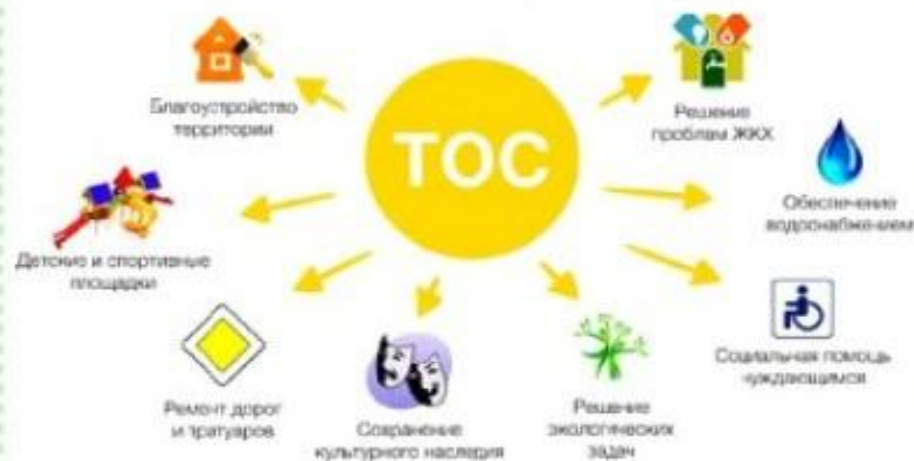 ТОС
Благоустройство
территории
Решение
проблем ЖКХ
Обеспечение
водоснабжением
Детские и спортивные
площадки
Социальная помощь
нуждающимся
Ремонт дорог
и тратуаров
Сохранение
культурного наследия
Решение
экологических
задач